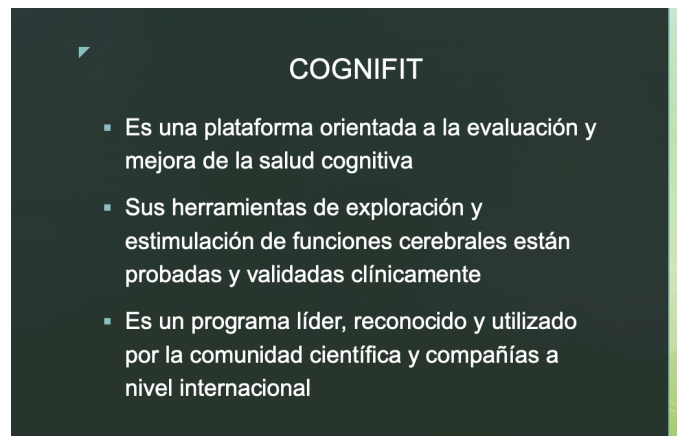 COGNIFIT
▪ Es una plataforma orientada a la evaluación y
mejora de la salud cognitiva
▪ Sus herramientas de exploración y
estimulación de funciones cerebrales están
probadas y validadas clínicamente
▪ Es un programa líder, reconocido y utilizado
por la comunidad científica y compañías a
nivel internacional